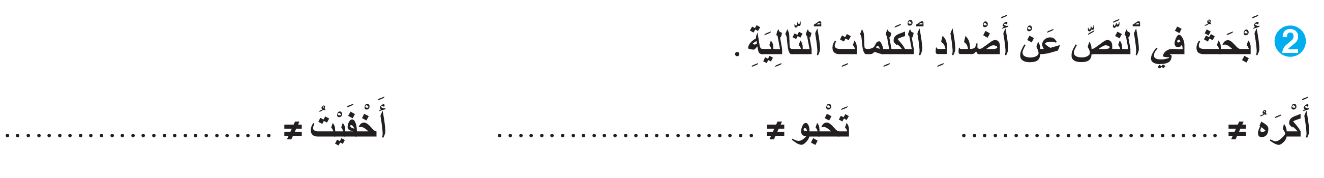 2 أَبْحَثُ في ٱلنَّصِّ عَنْ أَضْدادِ ٱلْكَلِماتِ ٱلتّالِيَةِ .
أَكْرَهُ ≠ ......................... تَخْبو ≠ ......................... أَخْفَيْتُ ≠ ..........................